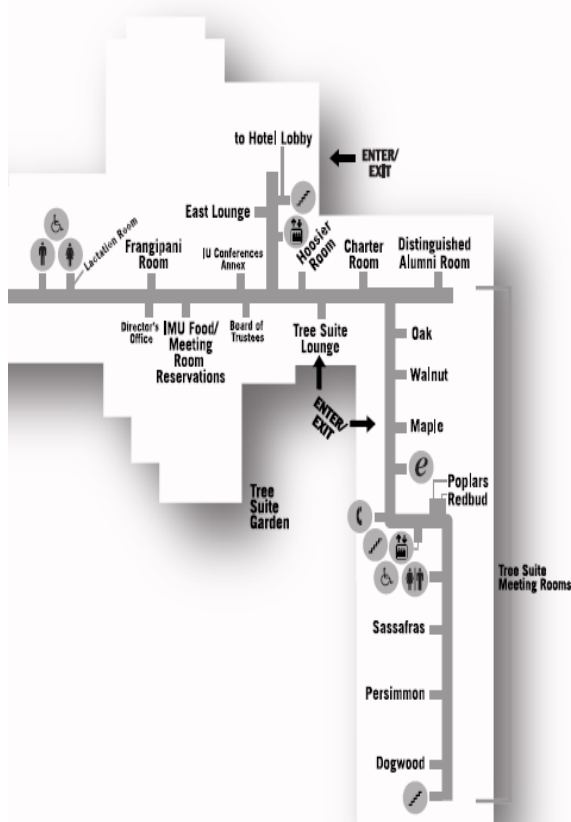 to Hotel Lobby
ENTER/
EXIT
East Lounge
Lactation Room
Frangipani
Room
IU Conferences
Annex
Hoosier
Room
Charter
Room
Distinguished
Alumni Room
Director's
Office
IMU Food/
Meeting
Room
Reservations
Board of
Trustees
Tree Suite
Lounge
Oak
Walnut
ENTER/
EXIT
Maple
e
Poplars
Redbud
Tree
Suite
Garden
Tree Suite
Meeting Rooms
Sassafras
Persimmon
Dogwood